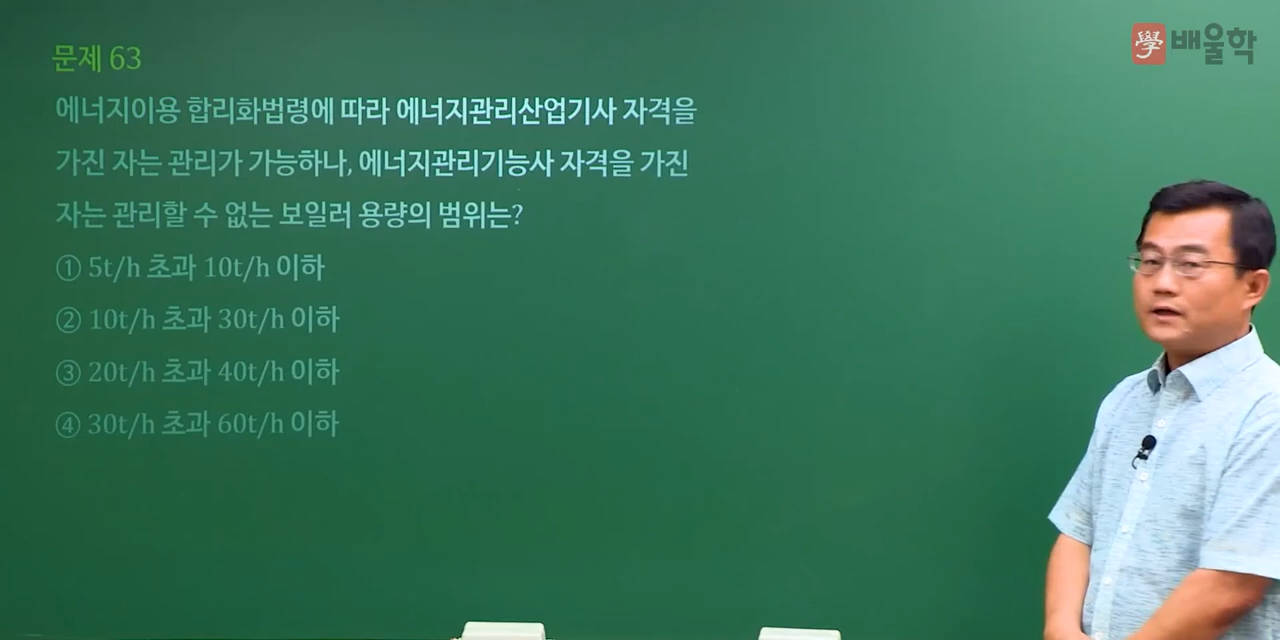 學 배울학
문제 63
에너지이용 합리화법령에 따라 에너지관리산업기사 자격을
가진 자는 관리가 가능하나, 에너지관리기능사 자격을 가진
자는 관리할 수 없는 보일러 용량의 범위는?
① 5t/h 초과 10t/h 이하
② 10t/h 초과 30t/h 이하
③ 20t/h 초과 40t/h 이하
④ 30t/h 초과 60t/h 이하